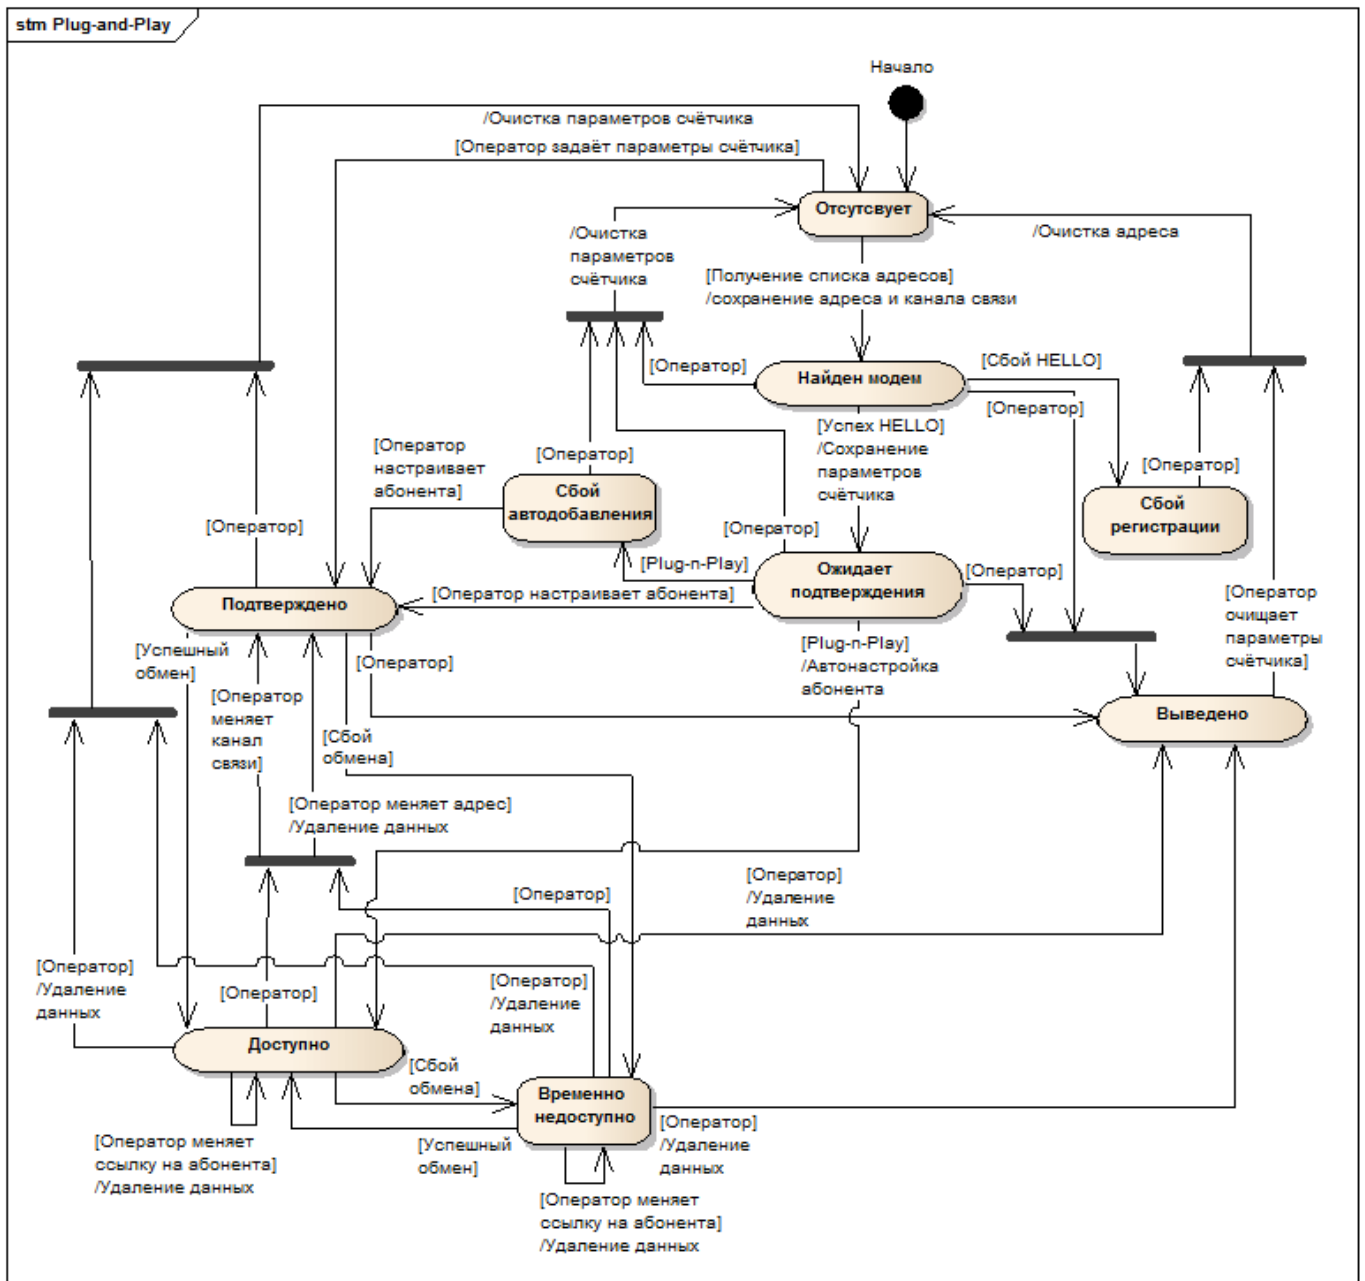 stm Plug-and-Play
Начало
/Очистка параметров счётчика
[Оператор задаёт параметры счётчика]
Отсутсвует
/Очистка
параметров
счётчика
/Очистка адреса
[Получение списка адресов]
/сохранение адреса и канала связи
[Оператор]
Найден модем
[Сбой HELLO]
[Оператор]
[Успех HELLO]
/Сохранение
параметров
счётчика
[Оператор
настраивает
абонента]
[Оператор]
[Оператор]
Сбой
автодобавления
Сбой
регистрации
[Оператор]
[Оператор]
[Plug-n-Play]
Ожидает
подтверждения
[Оператор]
Подтверждено
[Оператор настраивает абонента]
[Оператор
очищает
параметры
счётчика]
[Успешный
обмен]
[Оператор]
[Plug-n-Play]
/Автонастройка
абонента
[Оператор
меняет
канал
связи]
Выведено
[Сбой
обмена]
[Оператор меняет адрес]
/Удаление данных
[Оператор]
[Оператор]
/Удаление
данных
[Оператор]
/Удаление
данных
[Оператор]
[Оператор]
/Удаление
данных
Доступно
[Сбой
обмена]
Временно
недоступно
[Оператор]
/Удаление
данных
[Оператор меняет
ссылку на абонента]
/Удаление данных
[Успешный
обмен]
[Оператор меняет
ссылку на абонента]
/Удаление данных